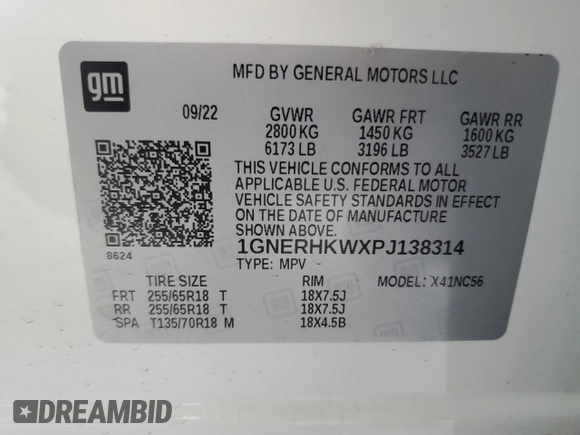 gm
MFD BY GENERAL MOTORS LLC
09/22 GVWR GAWR FRT GAWR RR
2800 KG 1450 KG 1600 KG
6173 LB 3196 LB 3527 LB
THIS VEHICLE CONFORMS TO ALL
APPLICABLE U.S. FEDERAL MOTOR
VEHICLE SAFETY STANDARDS IN EFFECT
ON THE DATE OF MANUFACTURE
SHOWN ABOVE.
8624
1GNERHKWXPJ138314
TYPE: MPV MODEL: X41NC56
TIRE SIZE RIM
FRT 255/65R18 T 18X7.5J
RR 255/65R18 T 18X7.5J
SPA T135/70R18 M 18X4.5B
DREAMBID